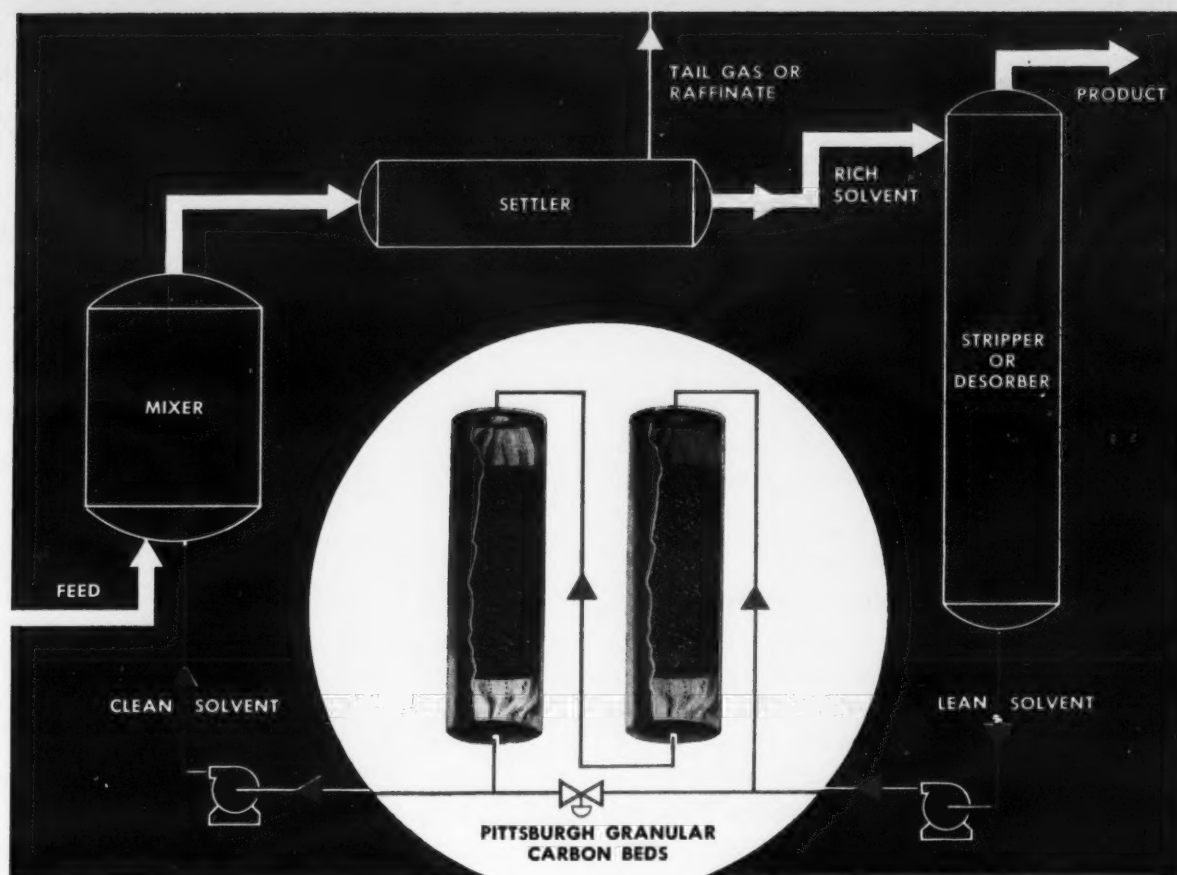 TAIL GAS OR
RAFFINATE
PRODUCT
RICH
SOLVENT
SETTLER
STRIPPER
OR
DESORBER
MIXER
FEED
CLEAN SOLVENT
LEAN SOLVENT
PITTSBURGH GRANULAR
CARBON BEDS